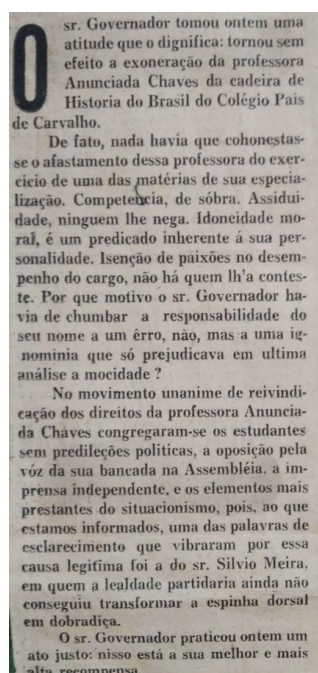 O sr. Governador tomou ontem uma
atitude que o dignifica: tornou sem
efeito a exoneração da professora
Anunciada Chaves da cadeira de
Historia do Brasil do Colégio Pais
de Carvalho.
De fato, nada havia que cohonestas-
se o afastamento dessa professora do exer-
cicio de uma das matérias de sua especia-
lização. Competência, de sóbra. Assidui-
dade, ninguem lhe nega. Idoneidade mo-
ral, é um predicado inherente á sua per-
sonalidade. Isenção de paixões no desem-
penho do cargo, não há quem lh'a contes-
te. Por que motivo o sr. Governador ha-
via de chumbar a responsabilidade do
seu nome a um êrro, não, mas a uma ig-
nominia que só prejudicava em ultima
análise a mocidade ?
No movimento unanime de reivindi-
cação dos direitos da professora Anuncia-
da Chaves congregaram-se os estudantes
sem predileções politicas, a oposição pela
vóz da sua bancada na Assembléia. a im-
prensa independente, e os elementos mais
prestantes do situacionismo, pois, ao que
estamos informados, uma das palavras de
esclarecimento que vibraram por essa
causa legitima foi a do sr. Silvio Meira,
em quem a lealdade partidaria ainda não
conseguiu transformar a espinha dorsal
em dobradiça.
O sr. Governador praticou ontem um
ato justo: nisso está a sua melhor e mais
alta recompensa